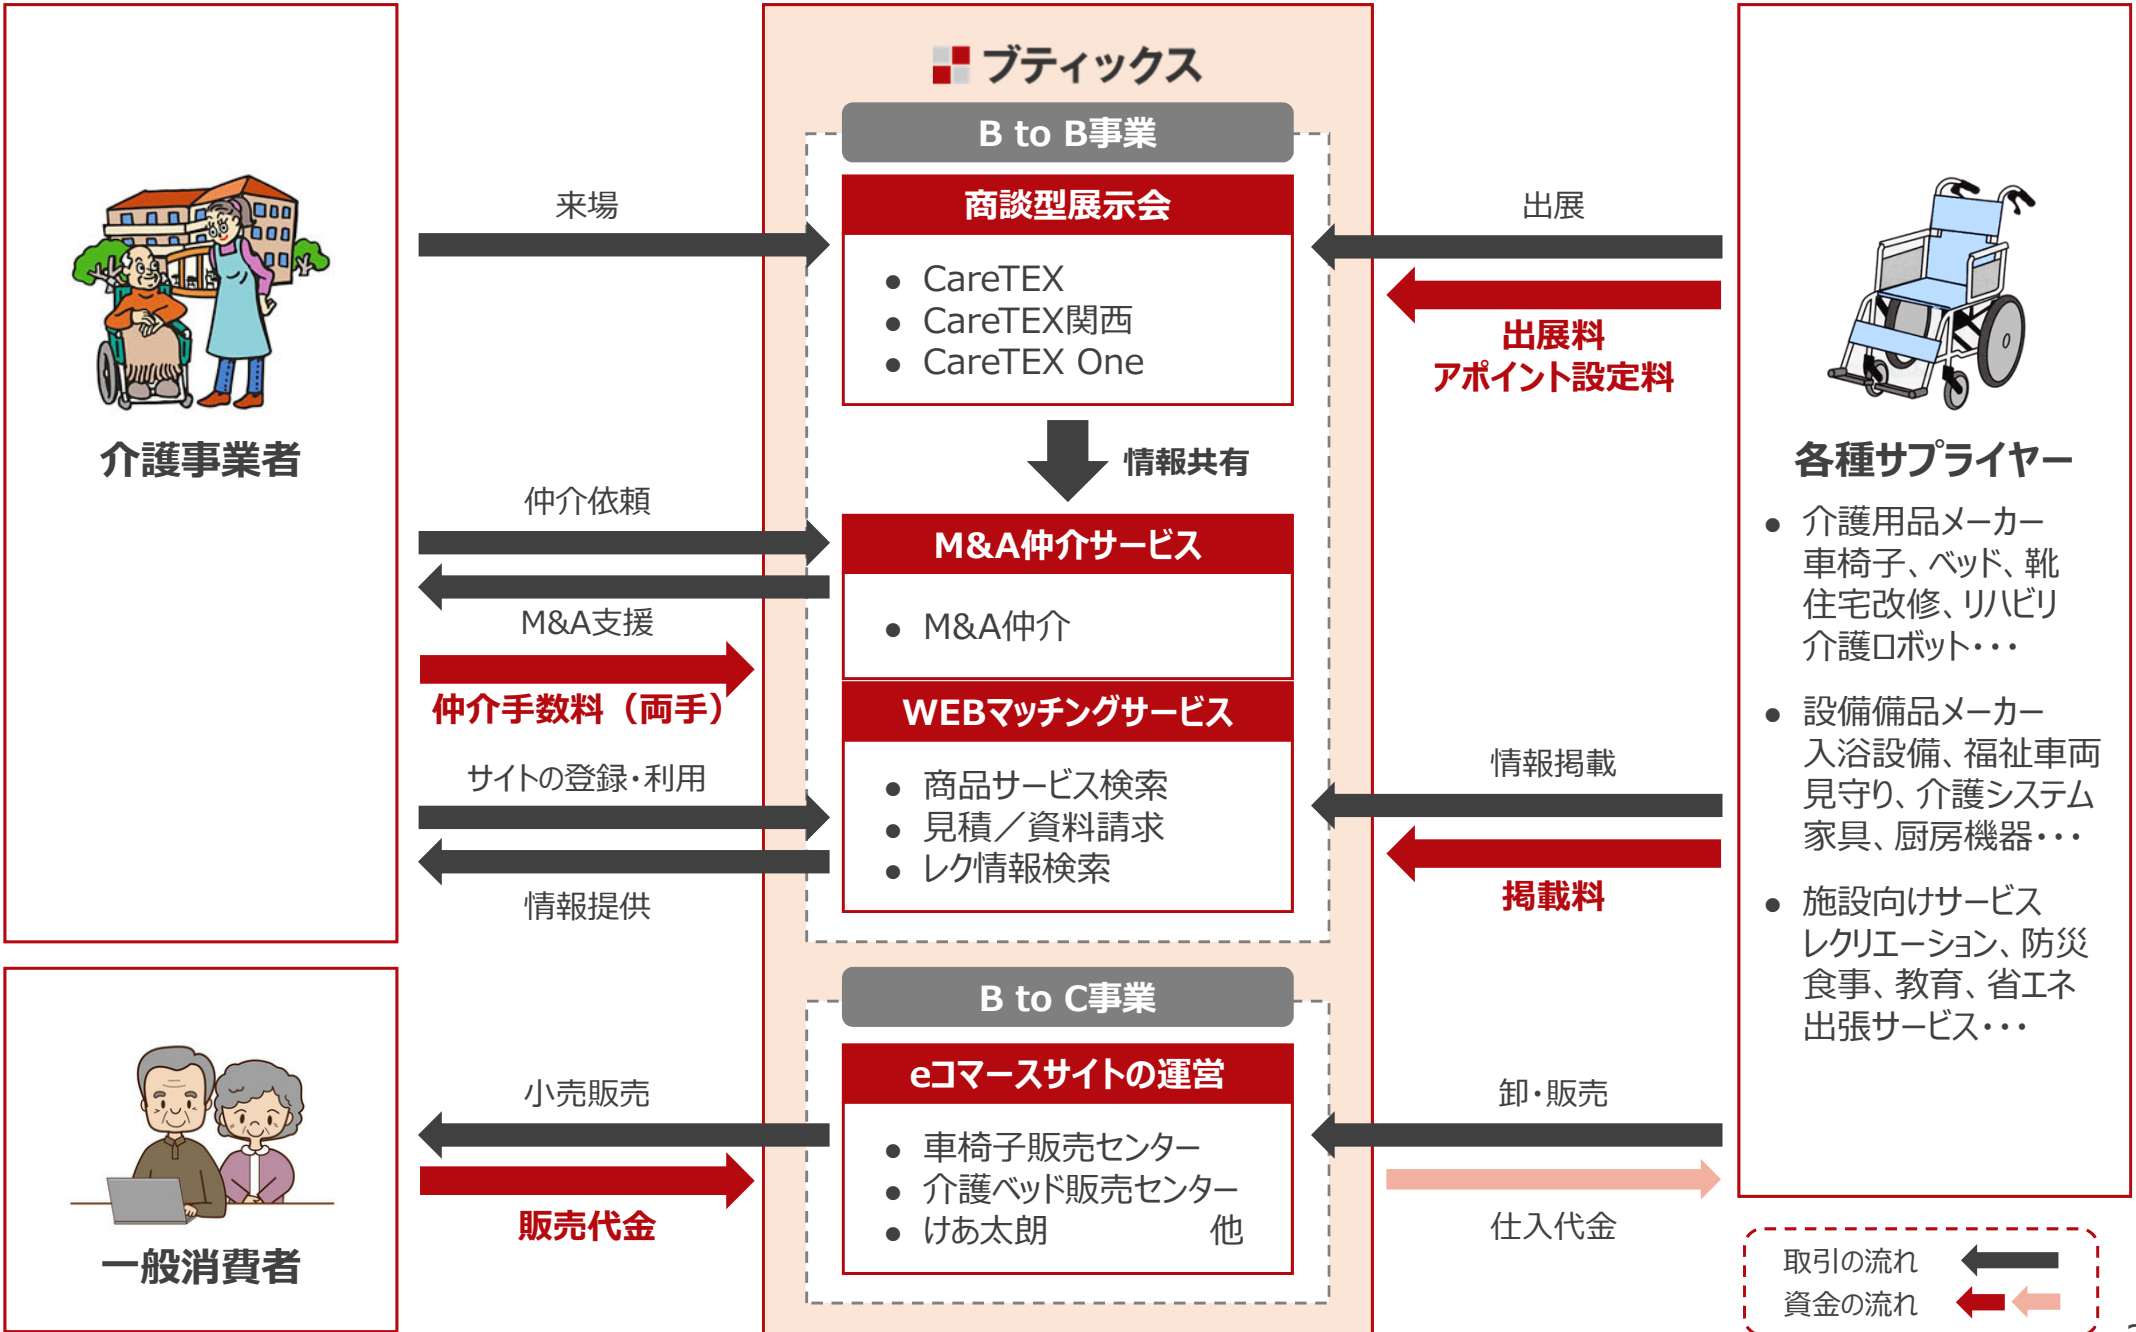 ブティックス
B to B事業
商談型展示会
● CareTEX
● CareTEX関西
● CareTEX One
情報共有
M&A仲介サービス
● M&A仲介
WEBマッチングサービス
● 商品サービス検索
● 見積／資料請求
● レク情報検索
B to C事業
eコマースサイトの運営
● 車椅子販売センター
● 介護ベッド販売センター
● けあ太朗 他
介護事業者
来場
仲介依頼
M&A支援
仲介手数料（両手）
サイトの登録・利用
情報提供
一般消費者
小売販売
販売代金
出展
出展料
アポイント設定料
情報掲載
掲載料
卸・販売
仕入代金
各種サプライヤー
● 介護用品メーカー
車椅子、ベッド、靴
住宅改修、リハビリ
介護ロボット・・・
● 設備備品メーカー
入浴設備、福祉車両
見守り、介護システム
家具、厨房機器・・・
● 施設向けサービス
レクリエーション、防災
食事、教育、省エネ
出張サービス・・・
取引の流れ
資金の流れ